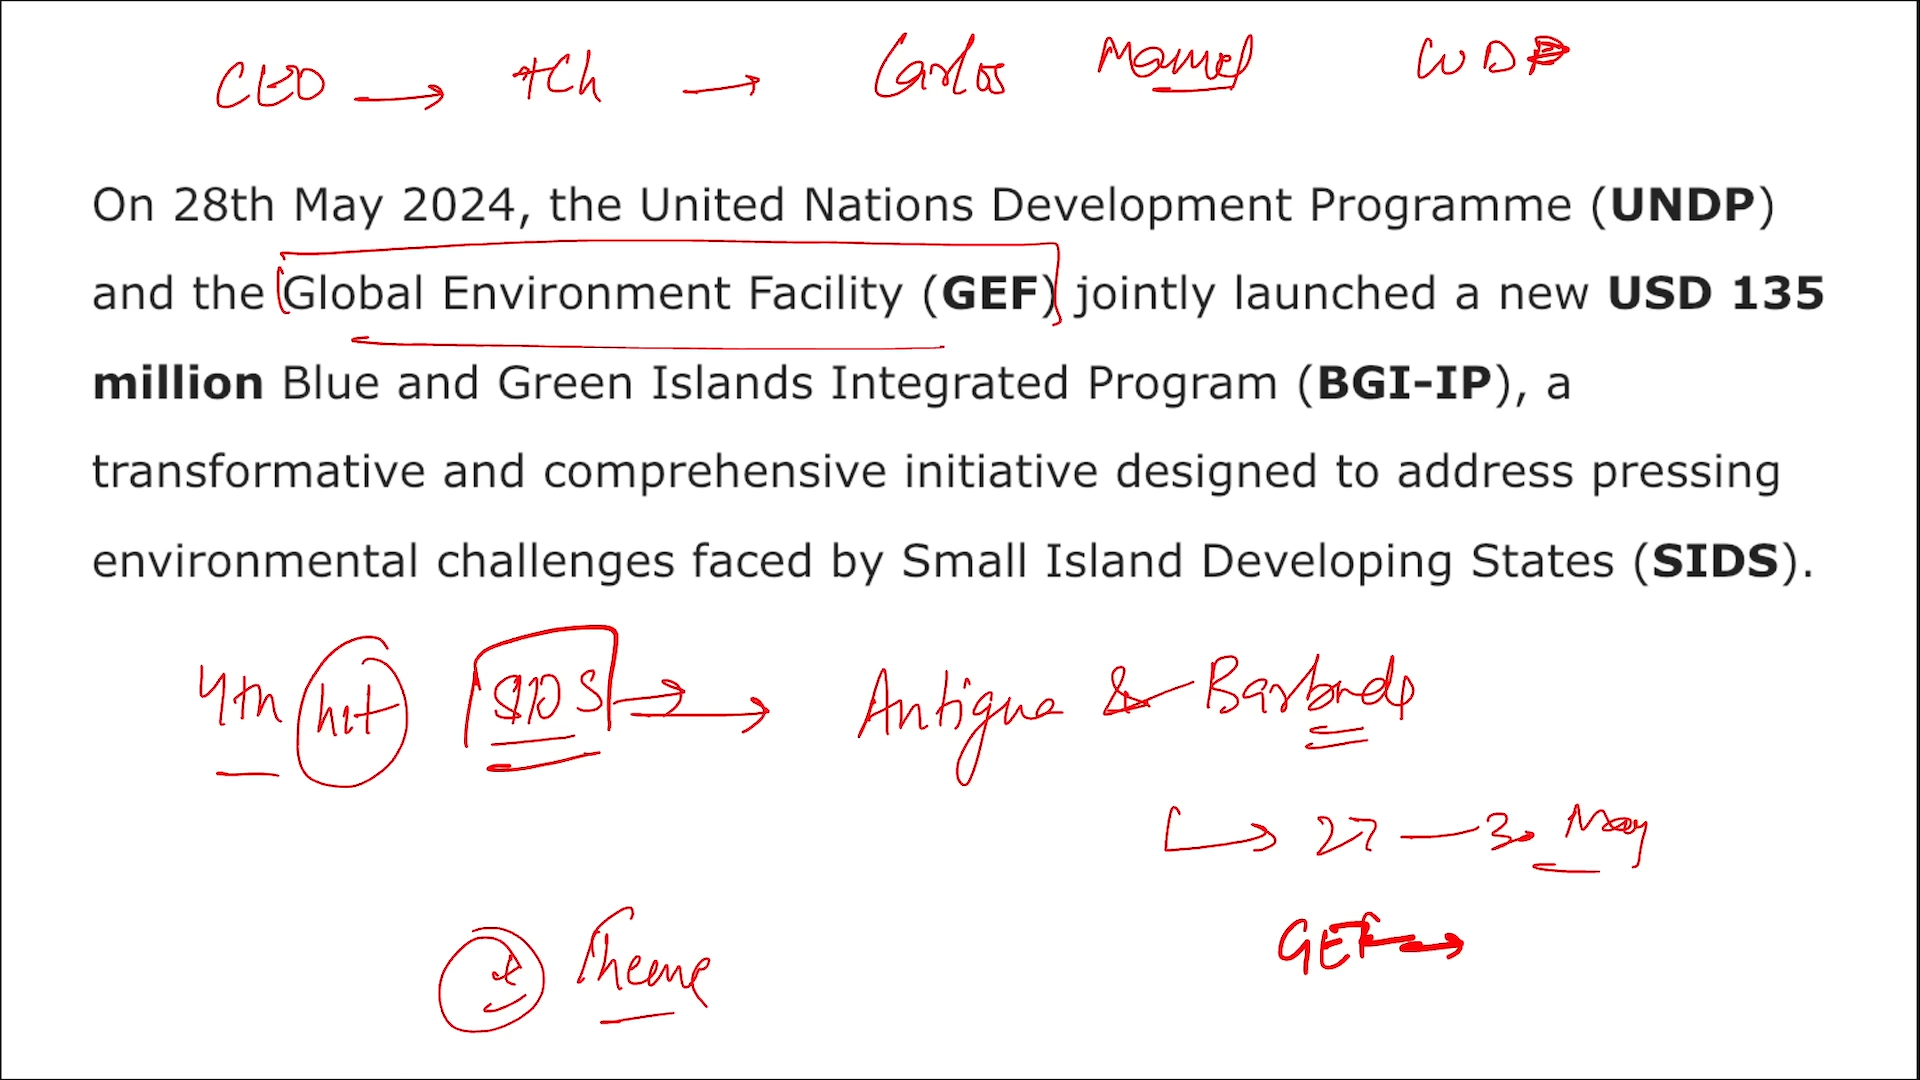 CEO → + Ch → Carlos Manuel
On 28th May 2024, the United Nations Development Programme (UNDP)
and the Global Environment Facility (GEF) jointly launched a new USD 135
million Blue and Green Islands Integrated Program (BGI-IP), a
transformative and comprehensive initiative designed to address pressing
environmental challenges faced by Small Island Developing States (SIDS).
4th int SIDS → Antigua & Barbuda
→ 27 — 30 May
GEF →
Theme